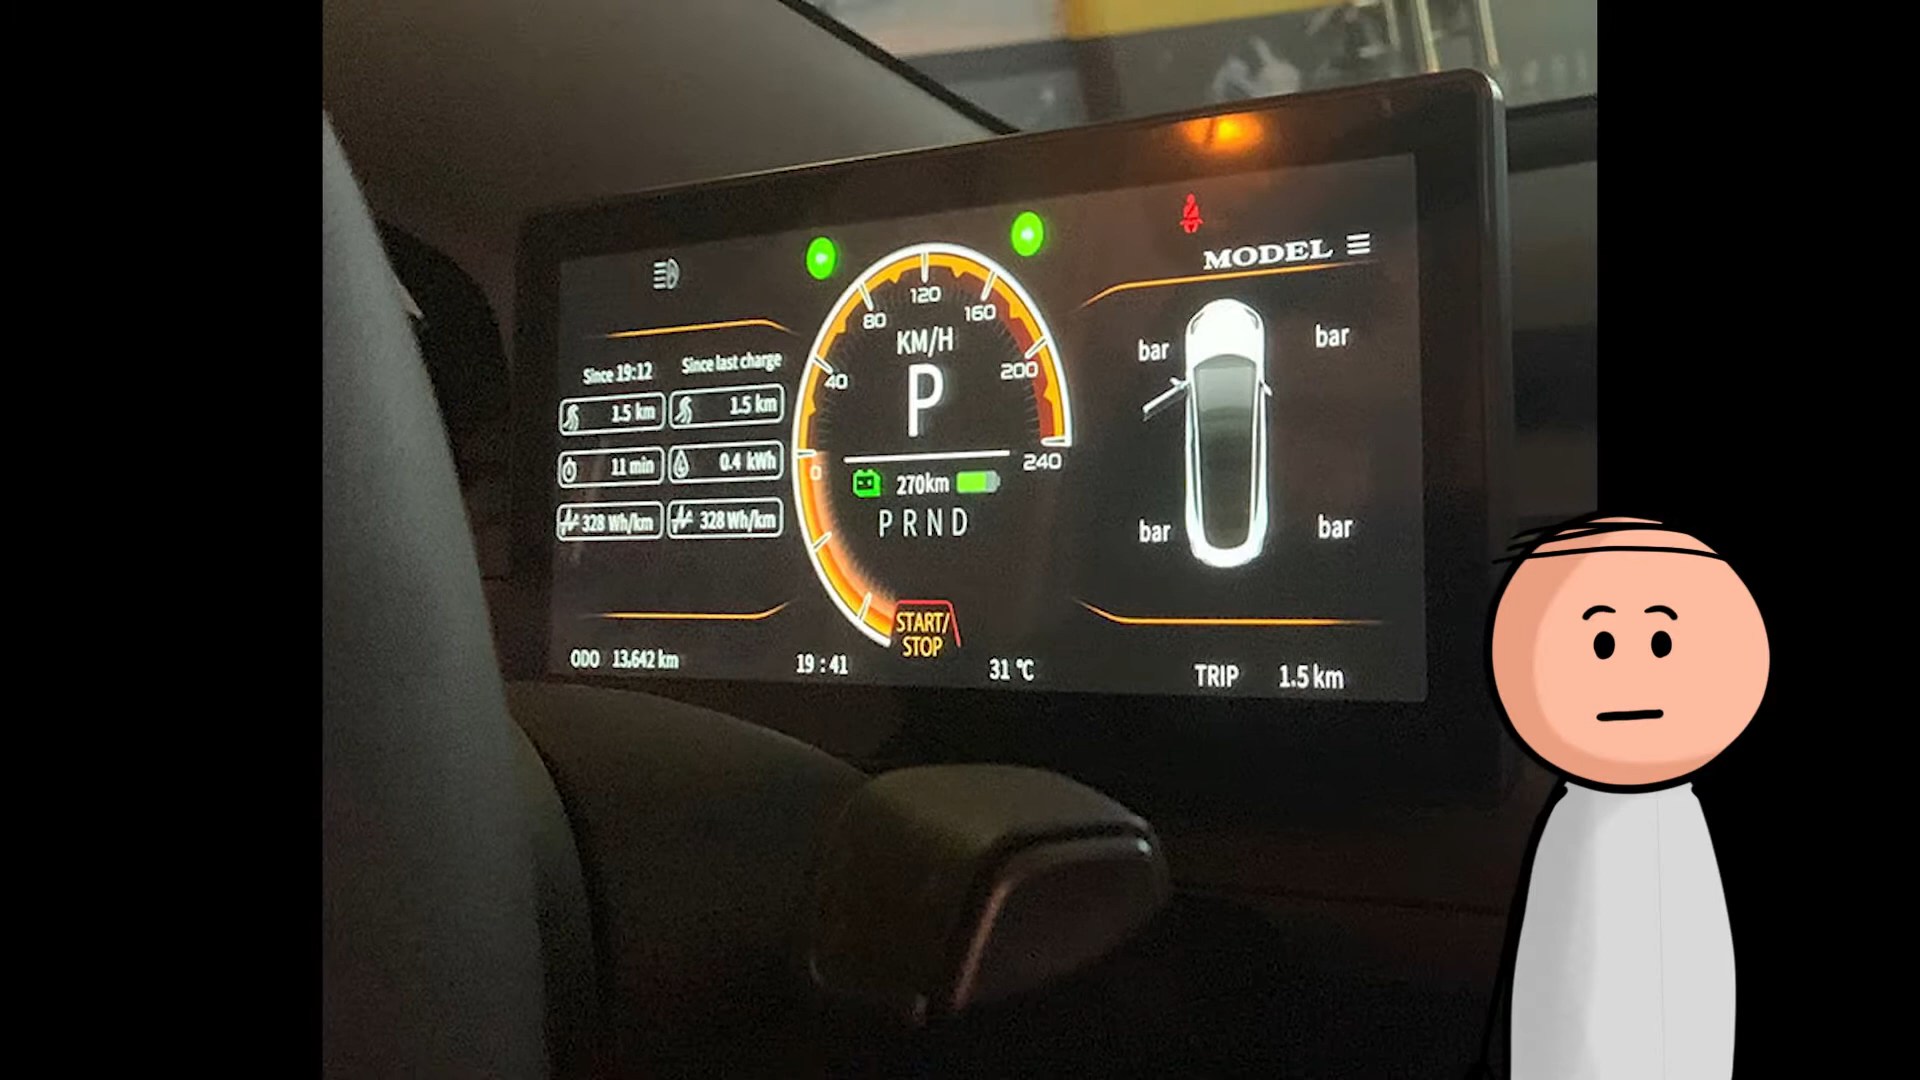 MODEL
Since 19:12
Since last charge
1.5 km
1.5 km
11 min
0.4 kWh
328 Wh/km
328 Wh/km
0
40
80
120
160
200
240
KM/H
P
270km
P R N D
START/
STOP
bar
bar
bar
bar
ODO 13,642 km
19 : 41
31 ℃
TRIP 1.5 km